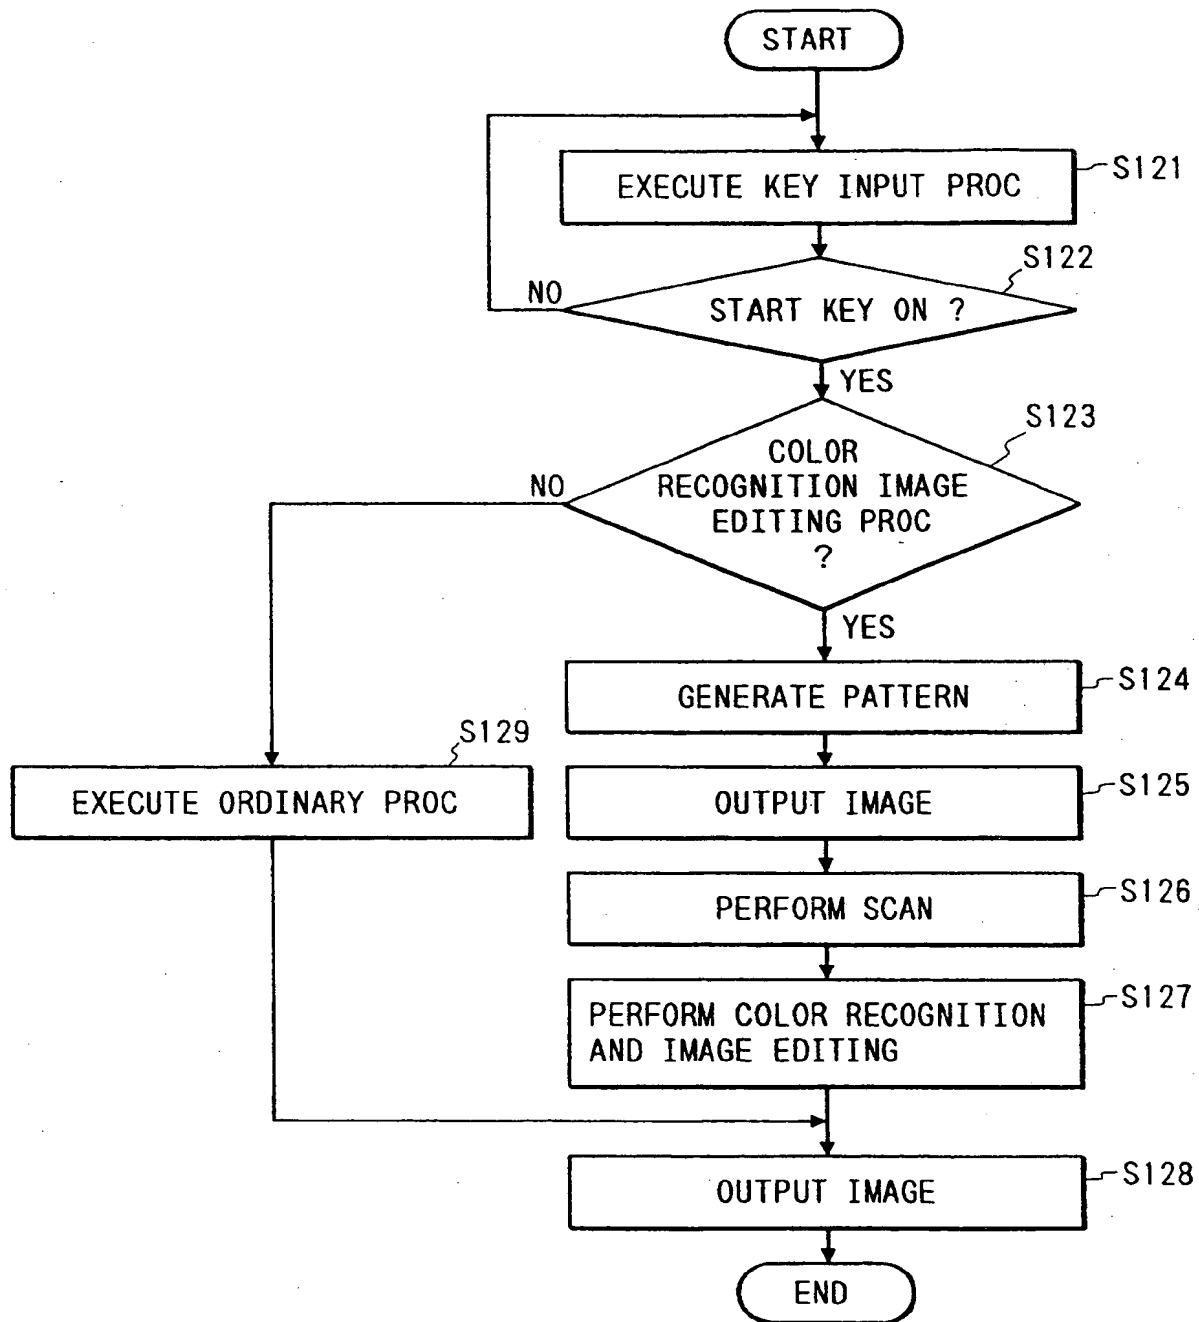 START
EXECUTE KEY INPUT PROC
S121
S122
NO
START KEY ON ?
YES
S123
COLOR
RECOGNITION IMAGE
EDITING PROC
?
NO
YES
S124
GENERATE PATTERN
S129
EXECUTE ORDINARY PROC
S125
OUTPUT IMAGE
S126
PERFORM SCAN
S127
PERFORM COLOR RECOGNITION
AND IMAGE EDITING
S128
OUTPUT IMAGE
END